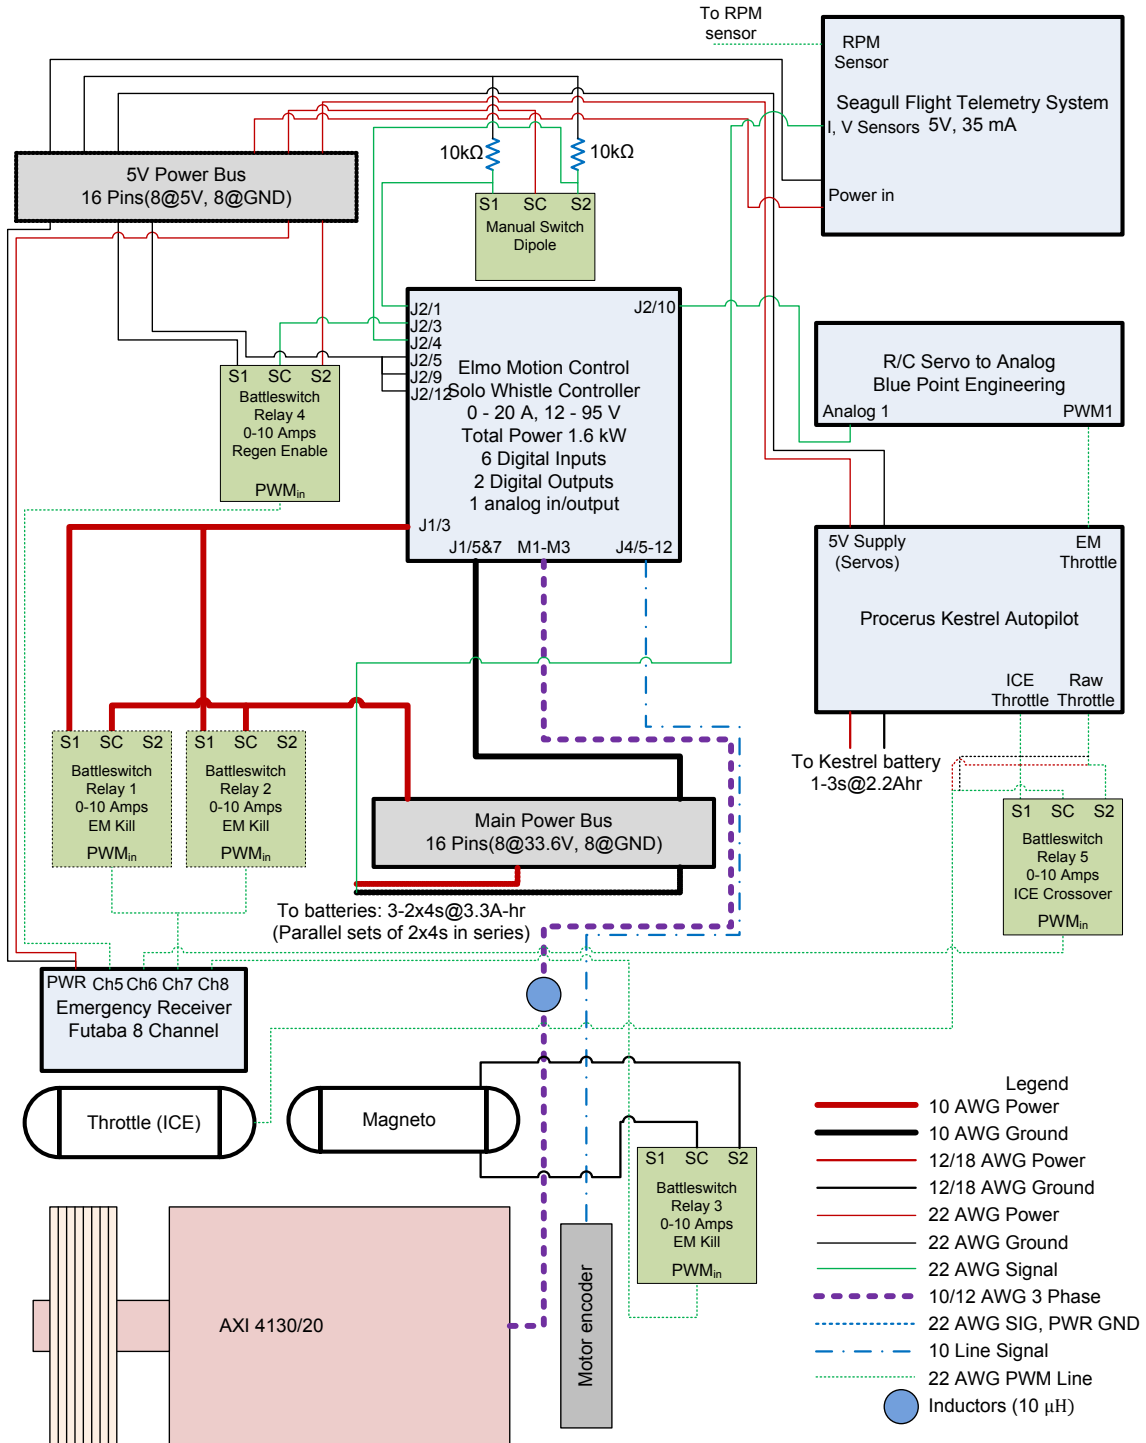 To RPM
sensor
RPM
Sensor
Seagull Flight Telemetry System
I, V Sensors 5V, 35 mA
Power in
10kΩ
10kΩ
5V Power Bus
16 Pins(8@5V, 8@GND)
S1 SC S2
Manual Switch
Dipole
J2/1
J2/3
J2/4
J2/5
J2/9
J2/12
J2/10
Elmo Motion Control
Solo Whistle Controller
0 - 20 A, 12 - 95 V
Total Power 1.6 kW
6 Digital Inputs
2 Digital Outputs
1 analog in/output
J1/3
J1/5&7 M1-M3 J4/5-12
R/C Servo to Analog
Blue Point Engineering
Analog 1 PWM1
S1 SC S2
Battleswitch
Relay 4
0-10 Amps
Regen Enable
PWMin
5V Supply
(Servos)
EM
Throttle
Procerus Kestrel Autopilot
ICE
Throttle
Raw
Throttle
To Kestrel battery
1-3s@2.2Ahr
S1 SC S2
Battleswitch
Relay 1
0-10 Amps
EM Kill
PWMin
S1 SC S2
Battleswitch
Relay 2
0-10 Amps
EM Kill
PWMin
Main Power Bus
16 Pins(8@33.6V, 8@GND)
To batteries: 3-2x4s@3.3A-hr
(Parallel sets of 2x4s in series)
S1 SC S2
Battleswitch
Relay 5
0-10 Amps
ICE Crossover
PWMin
PWR Ch5 Ch6 Ch7 Ch8
Emergency Receiver
Futaba 8 Channel
Throttle (ICE)
Magneto
S1 SC S2
Battleswitch
Relay 3
0-10 Amps
EM Kill
PWMin
AXI 4130/20
Motor encoder
Legend
10 AWG Power
10 AWG Ground
12/18 AWG Power
12/18 AWG Ground
22 AWG Power
22 AWG Ground
22 AWG Signal
10/12 AWG 3 Phase
22 AWG SIG, PWR GND
10 Line Signal
22 AWG PWM Line
Inductors (10 µH)